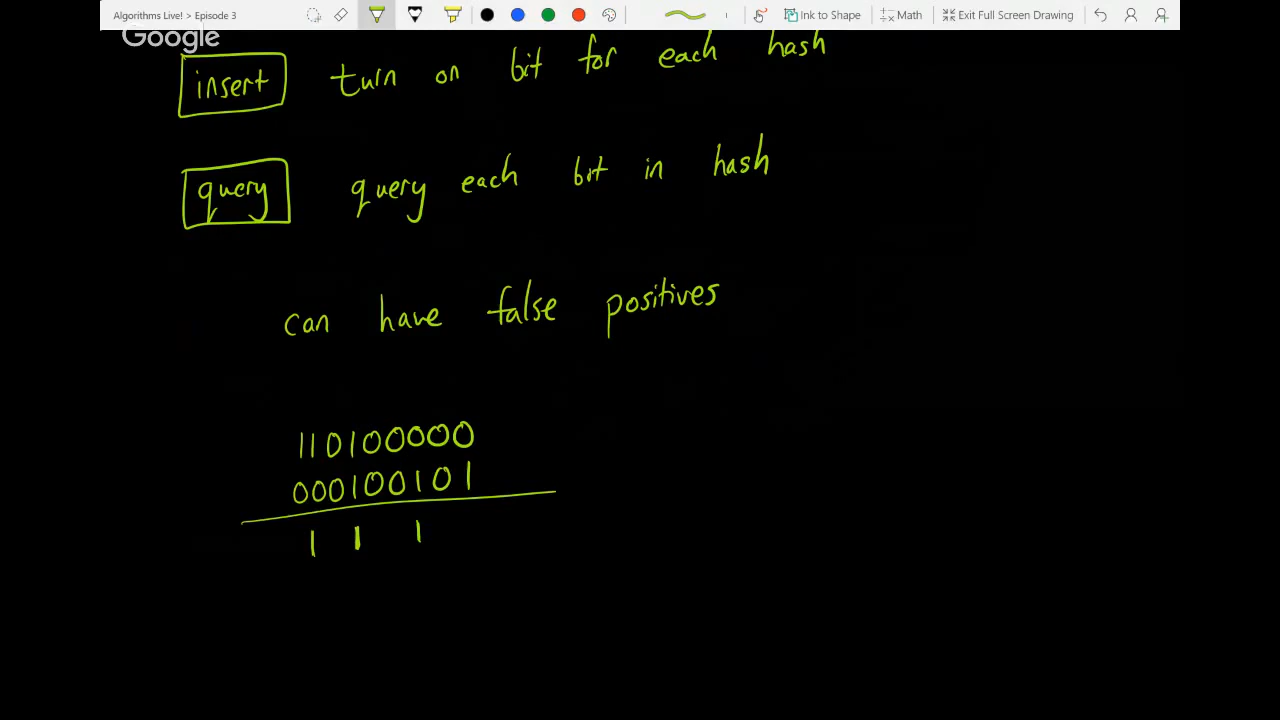 Algorithms Live! > Episode 3
Ink to Shape
Math
Exit Full Screen Drawing
Google
insert turn on bit for each hash
query query each bit in hash
can have false positives
110100000
000100101
1 1 1